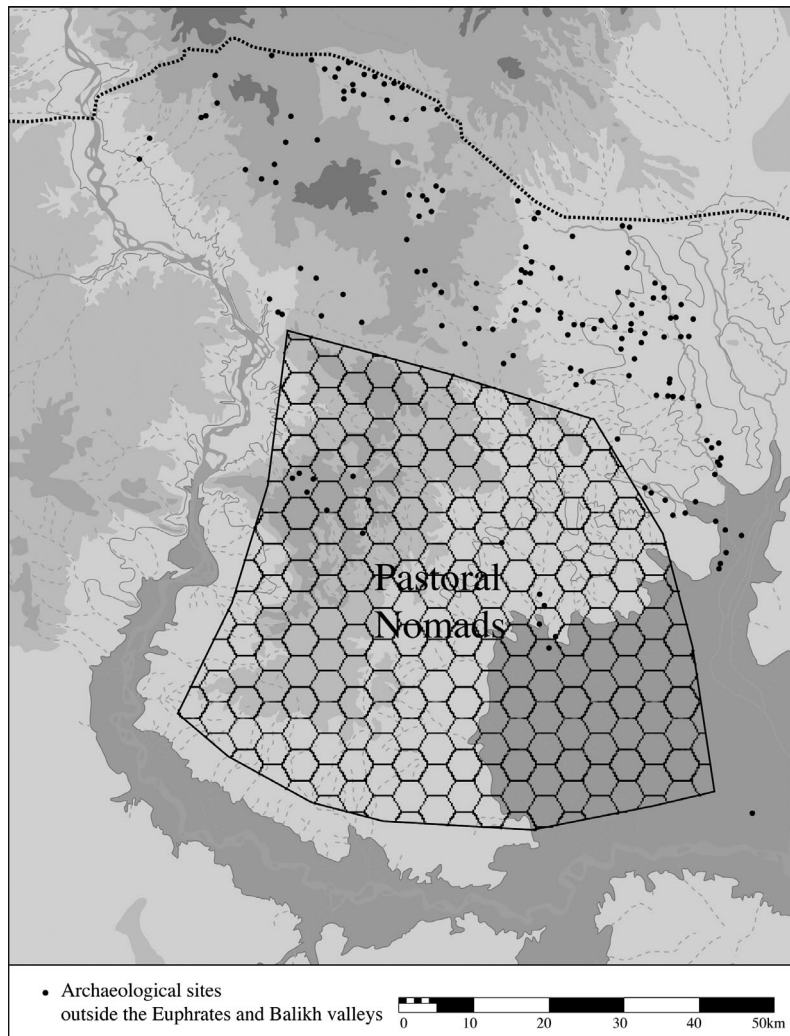 Pastoral
Nomads
Archaeological sites
outside the Euphrates and Balikh valleys
0 10 20 30 40 50km